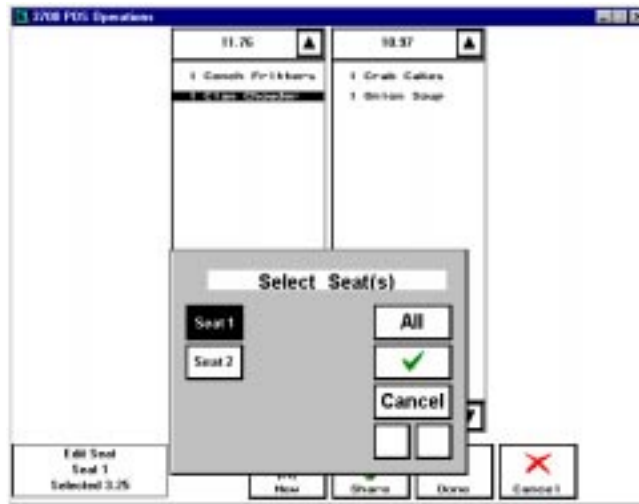 3700 POS Operations
11.76
10.97
1 Conch Fritters
1 Clam Chowder
1 Crab Cakes
1 Onion Soup
Select Seat(s)
Seat 1
All
Seat 2
Cancel
Edit Seat
Seat 1
Selected 3.25
New
Share
Done
Cancel